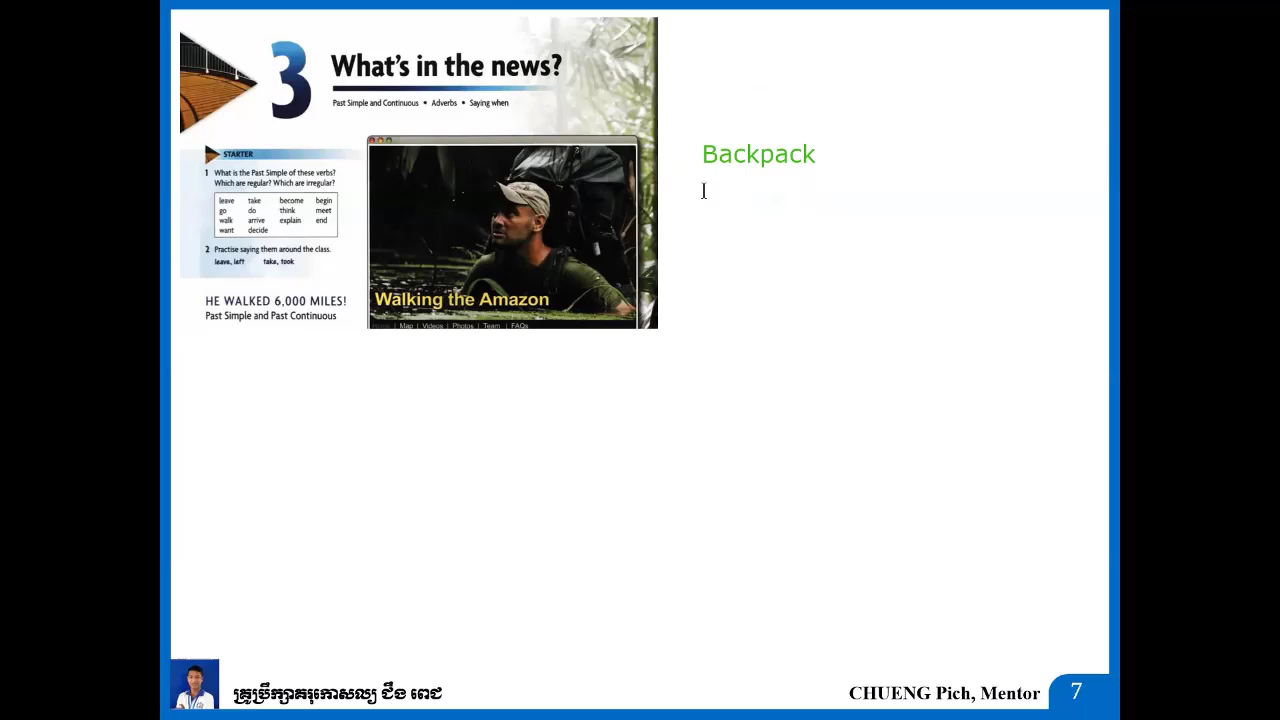 3
What's in the news?
Past Simple and Continuous • Adverbs • Saying when
STARTER
1 What is the Past Simple of these verbs?
Which are regular? Which are irregular?
leave take become begin
go do think meet
walk arrive explain end
want decide
2 Practise saying them around the class.
leave, left take, took
HE WALKED 6,000 MILES!
Past Simple and Past Continuous
Walking the Amazon
Home | Map | Videos | Photos | Team | FAQs
Backpack
គ្រូប្រឹក្សាគរុកោសល្យ ជឹង ពេជ
CHUENG Pich, Mentor
7